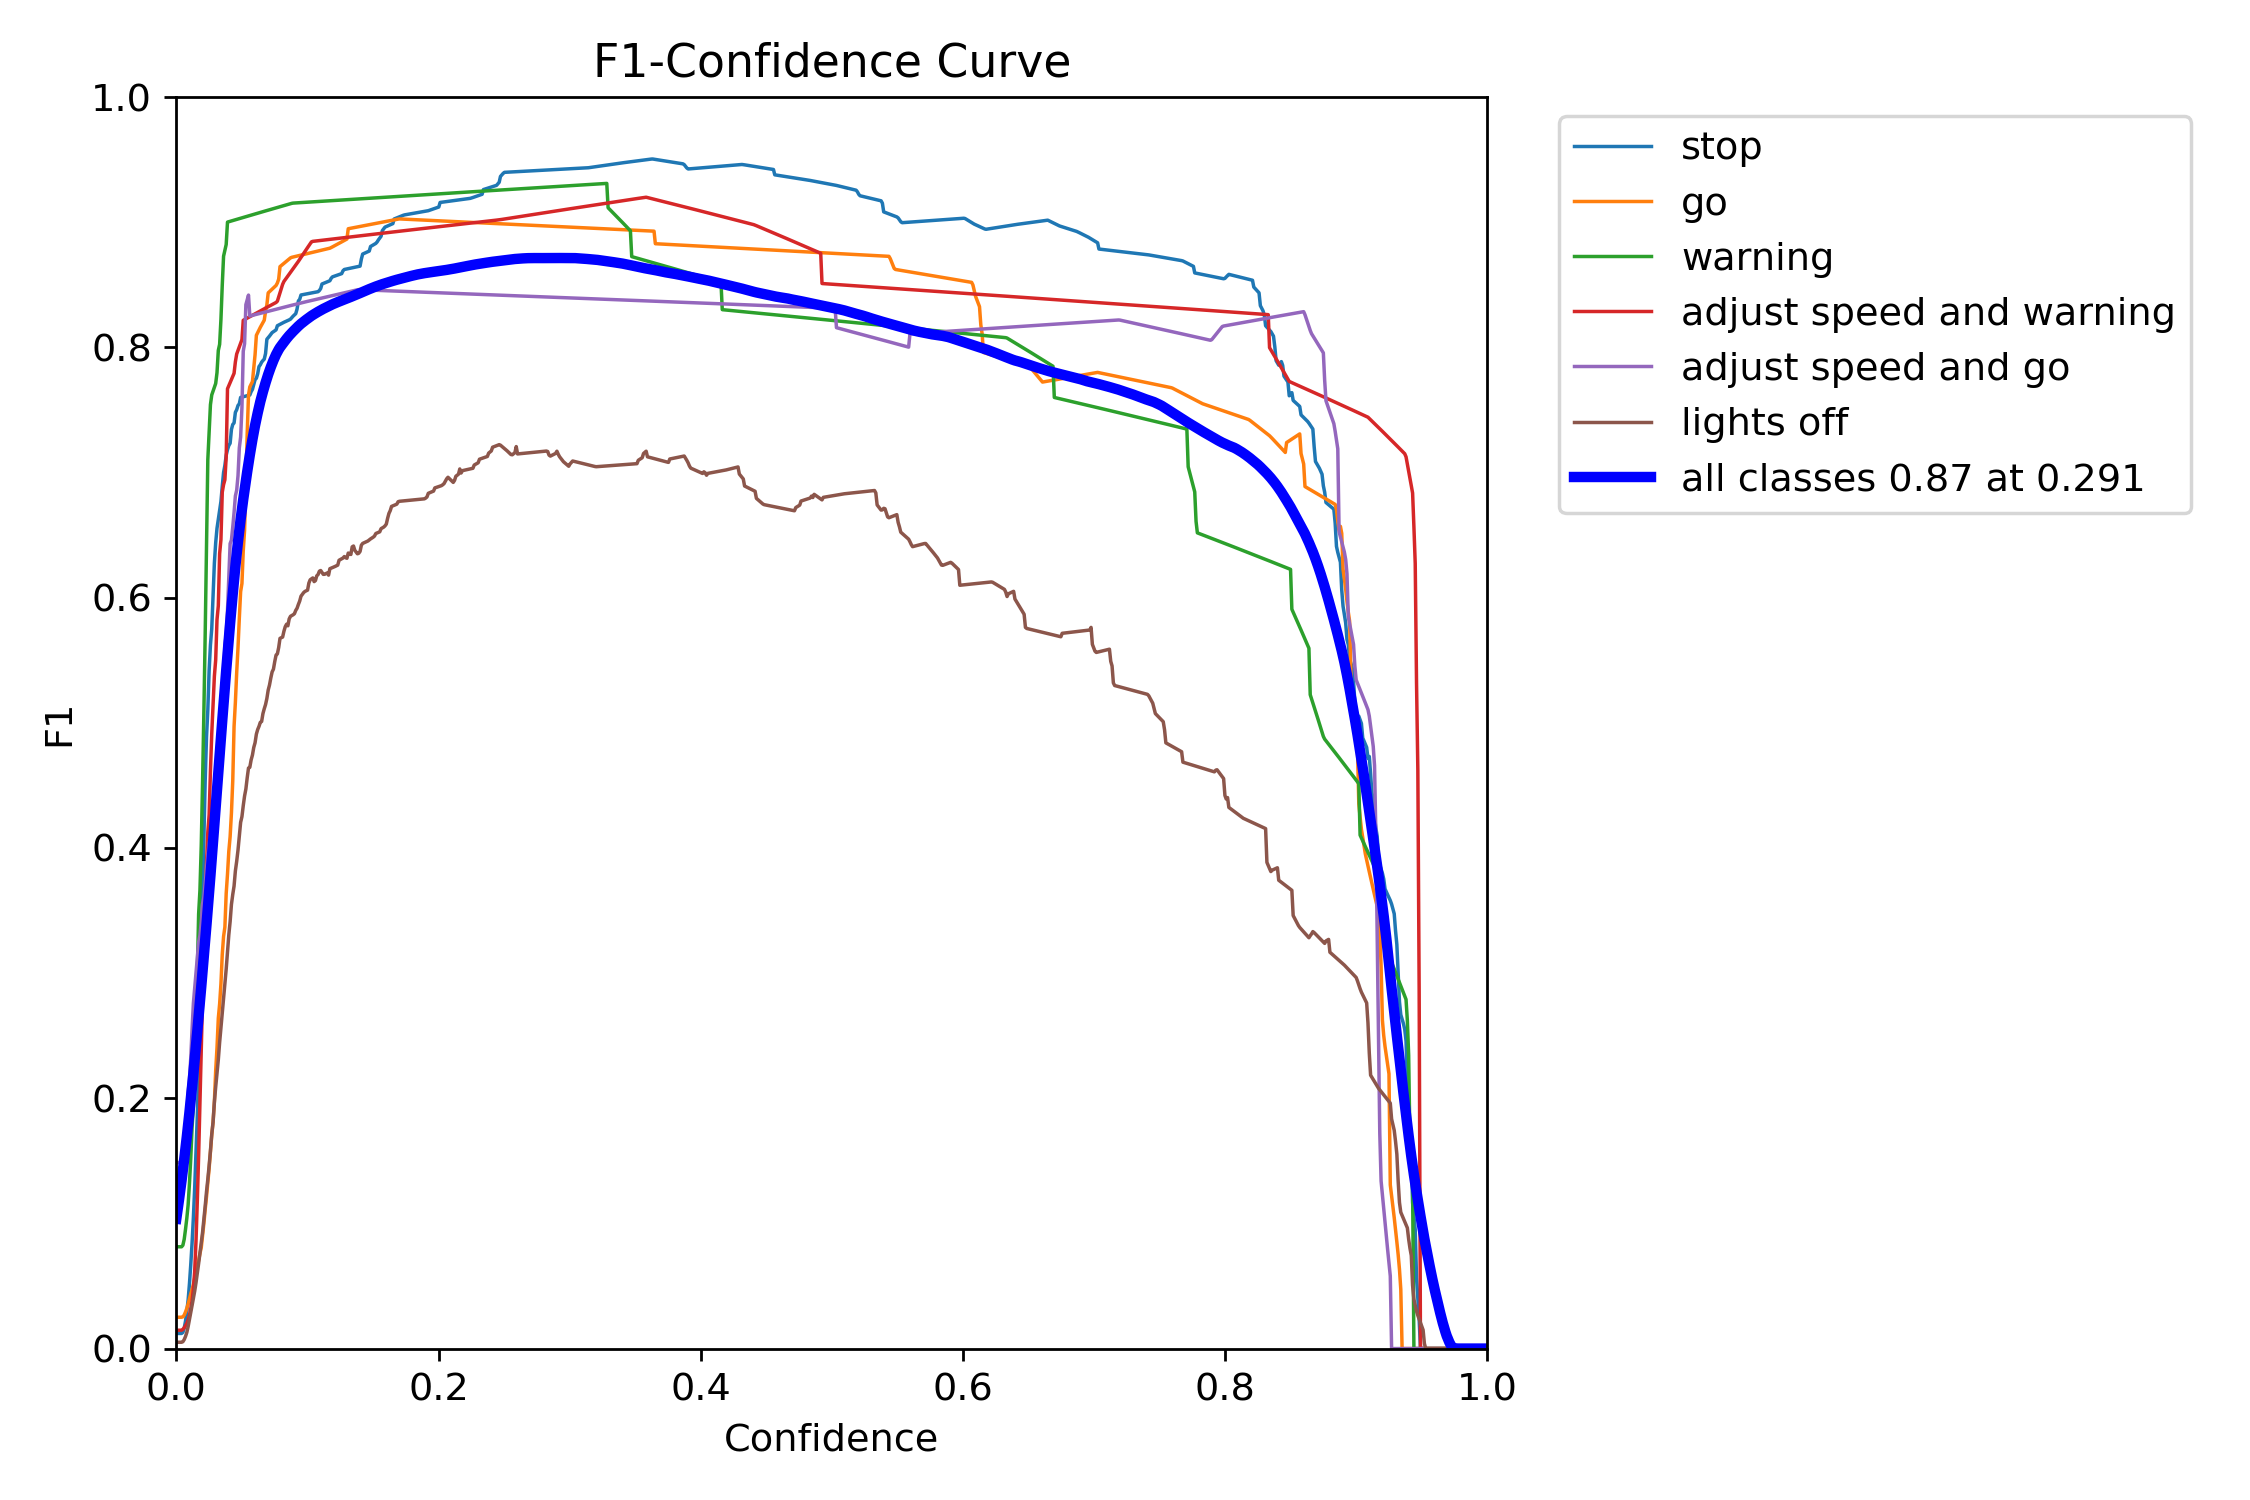 F1-Confidence Curve
1.0
0.8
0.6
0.4
0.2
0.0
F1
0.0 0.2 0.4 0.6 0.8 1.0
Confidence
stop
go
warning
adjust speed and warning
adjust speed and go
lights off
all classes 0.87 at 0.291